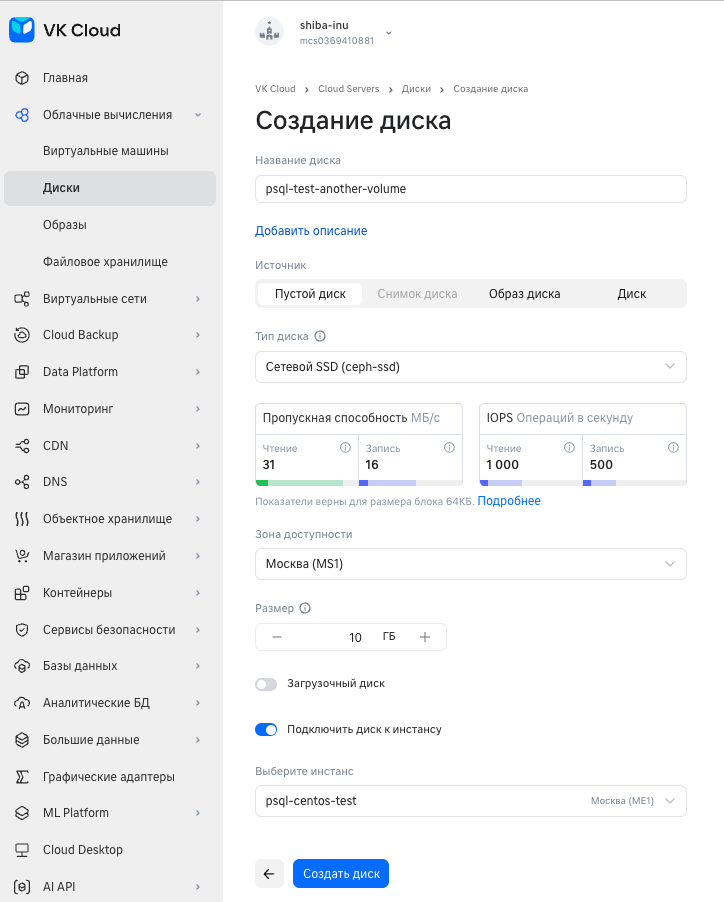 VK Cloud
Главная
Облачные вычисления
Виртуальные машины
Диски
Образы
Файловое хранилище
Виртуальные сети
Cloud Backup
Data Platform
Мониторинг
CDN
DNS
Объектное хранилище
Магазин приложений
Контейнеры
Сервисы безопасности
Базы данных
Аналитические БД
Большие данные
Графические адаптеры
ML Platform
Cloud Desktop
AI API
shiba-inu
mcs0369410881
VK Cloud > Cloud Servers > Диски > Создание диска
Создание диска
Название диска
psql-test-another-volume
Добавить описание
Источник
Пустой диск Снимок диска Образ диска Диск
Тип диска
Сетевой SSD (ceph-ssd)
Пропускная способность МБ/с
Чтение Запись
31 16
IOPS Операций в секунду
Чтение Запись
1 000 500
Показатели верны для размера блока 64КБ. Подробнее
Зона доступности
Москва (MS1)
Размер
− 10 ГБ +
Загрузочный диск
Подключить диск к инстансу
Выберите инстанс
psql-centos-test Москва (ME1)
Создать диск